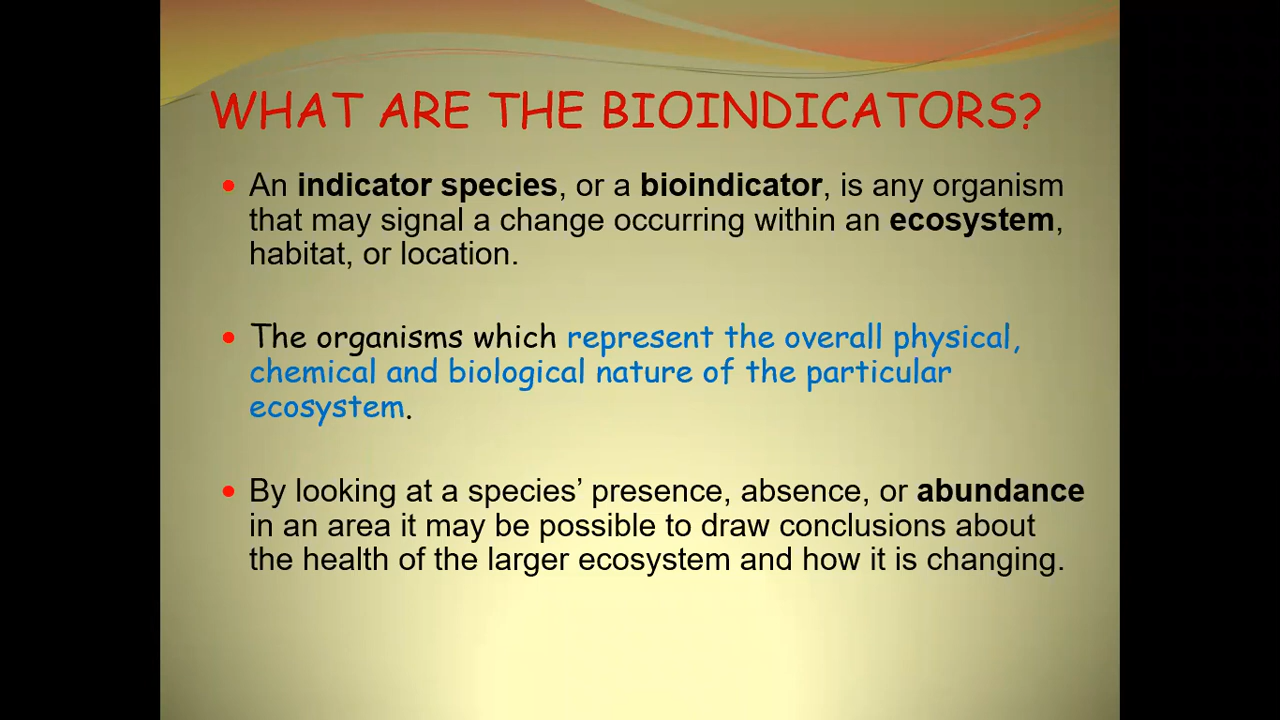 WHAT ARE THE BIOINDICATORS?
• An indicator species, or a bioindicator, is any organism
that may signal a change occurring within an ecosystem,
habitat, or location.
• The organisms which represent the overall physical,
chemical and biological nature of the particular
ecosystem.
• By looking at a species’ presence, absence, or abundance
in an area it may be possible to draw conclusions about
the health of the larger ecosystem and how it is changing.